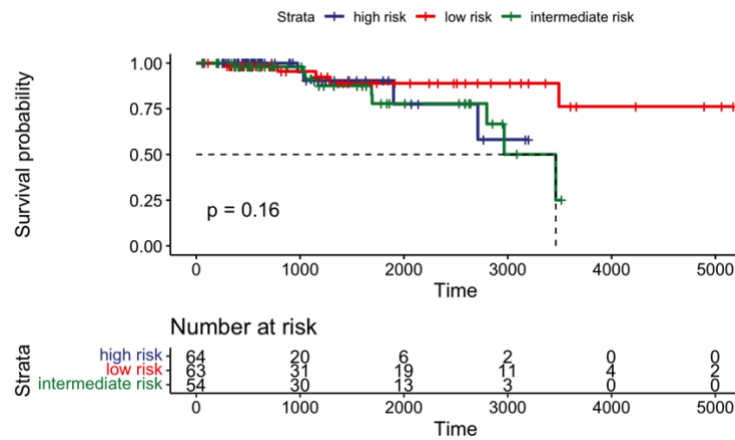 Strata high risk low risk intermediate risk
Survival probability
1.00
0.75
0.50
0.25
0.00
p = 0.16
0 1000 2000 3000 4000 5000
Time
Number at risk
Strata
high risk 64 20 6 2 0 0
low risk 63 31 19 11 4 2
intermediate risk 54 30 13 3 0 0
0 1000 2000 3000 4000 5000
Time